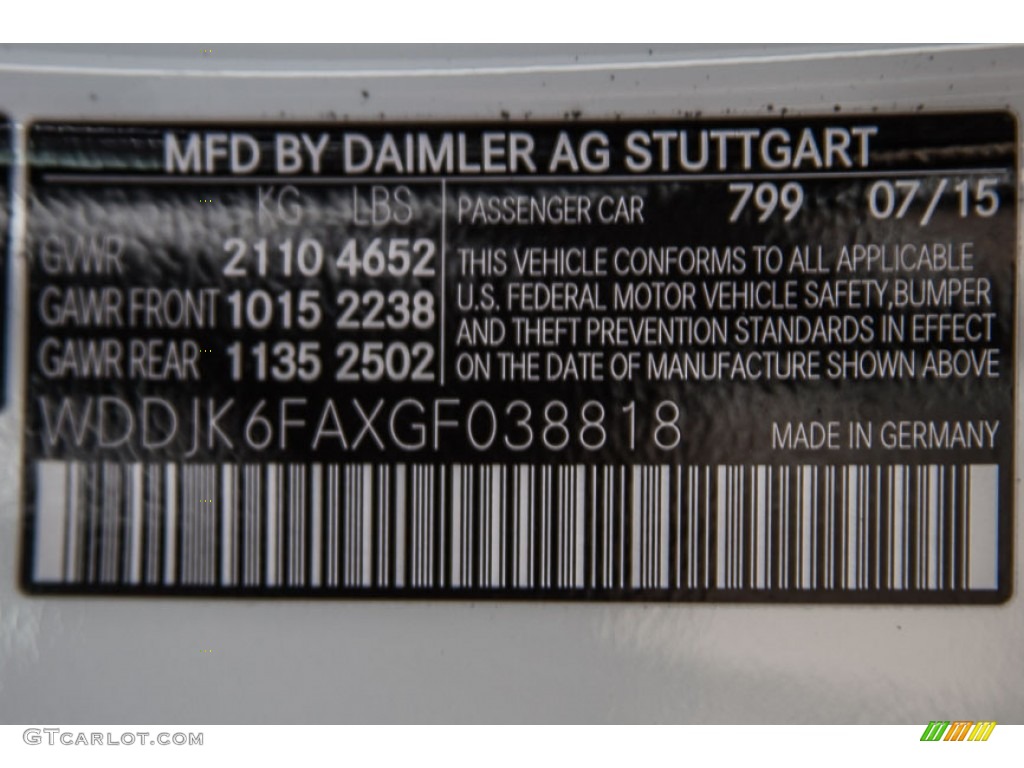 MFD BY DAIMLER AG STUTTGART
KG LBS
GVWR 2110 4652
GAWR FRONT 1015 2238
GAWR REAR 1135 2502
PASSENGER CAR 799 07/15
THIS VEHICLE CONFORMS TO ALL APPLICABLE
U.S. FEDERAL MOTOR VEHICLE SAFETY, BUMPER
AND THEFT PREVENTION STANDARDS IN EFFECT
ON THE DATE OF MANUFACTURE SHOWN ABOVE
WDDJK6FAXGF038818
MADE IN GERMANY
GTCARLOT.COM